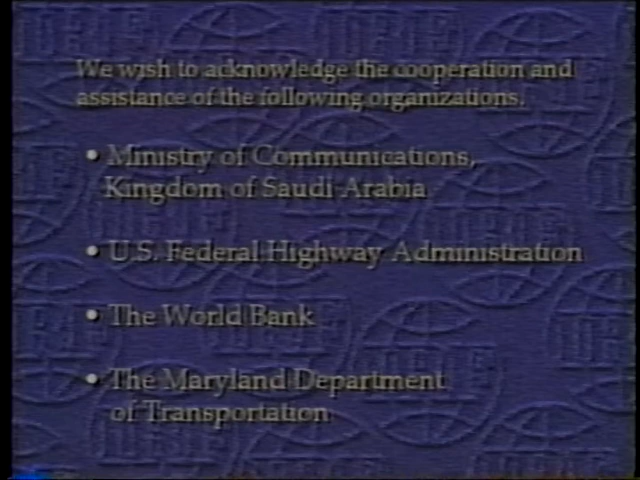 We wish to acknowledge the cooperation and
assistance of the following organizations.
• Ministry of Communications,
Kingdom of Saudi Arabia
• U.S. Federal Highway Administration
• The World Bank
• The Maryland Department
of Transportation